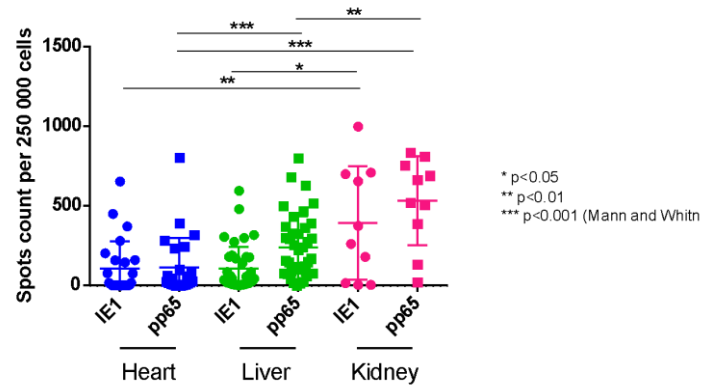 **
***
***
*
**
1500
1000
500
0
Spots count per 250 000 cells
IE1
pp65
IE1
pp65
IE1
pp65
Heart
Liver
Kidney
* p<0.05
** p<0.01
*** p<0.001 (Mann and Whitn